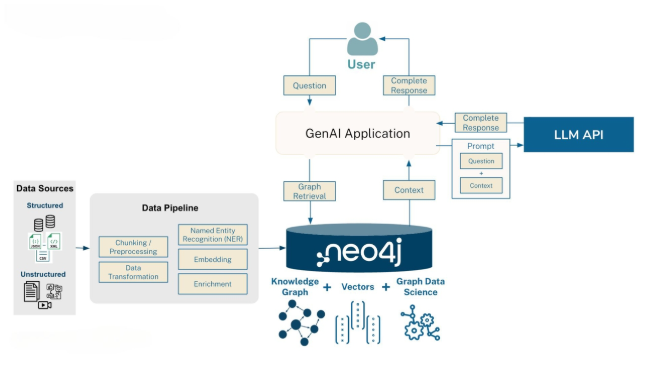 User
Question
Complete
Response
GenAI Application
Complete
Response
LLM API
Prompt
Question
+
Context
Graph
Retrieval
Context
Data Sources
Structured
JSON
XML
CSV
Unstructured
Data Pipeline
Chunking /
Preprocessing
Data
Transformation
Named Entity
Recognition (NER)
Embedding
Enrichment
neo4j
Knowledge
Graph
+
Vectors
+
Graph Data
Science